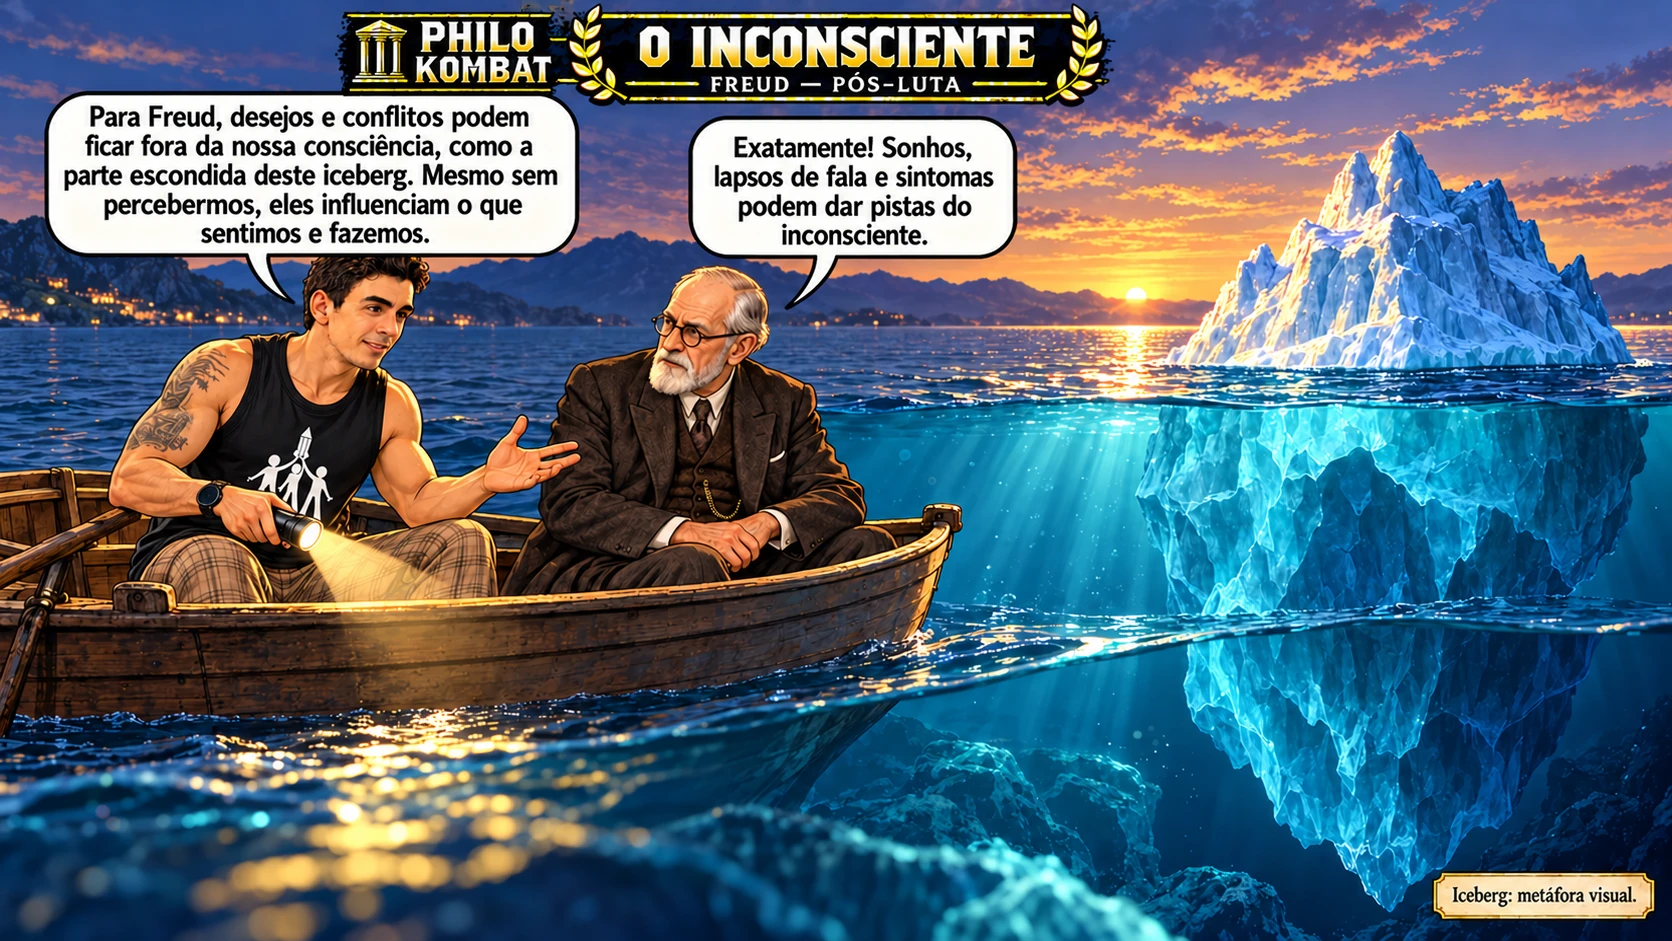 PHILO
KOMBAT
O INCONSCIENTE
FREUD — PÓS-LUTA
Para Freud, desejos e conflitos podem
ficar fora da nossa consciência, como a
parte escondida deste iceberg. Mesmo sem
percebermos, eles influenciam o que
sentimos e fazemos.
Exatamente! Sonhos,
lapsos de fala e sintomas
podem dar pistas do
inconsciente.
Iceberg: metáfora visual.